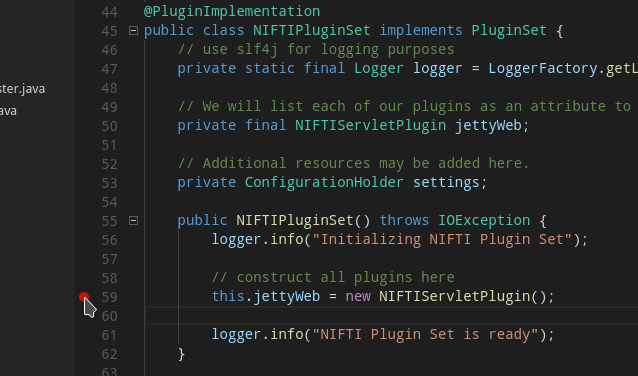 44 @PluginImplementation
45 public class NIFTIPluginSet implements PluginSet {
46 // use slf4j for logging purposes
ster.java 47 private static final Logger logger = LoggerFactory.getL
48
ava 49 // We will list each of our plugins as an attribute to
50 private final NIFTIServletPlugin jettyWeb;
51
52 // Additional resources may be added here.
53 private ConfigurationHolder settings;
54
55 public NIFTIPluginSet() throws IOException {
56 logger.info("Initializing NIFTI Plugin Set");
57
58 // construct all plugins here
59 this.jettyWeb = new NIFTIServletPlugin();
60
61 logger.info("NIFTI Plugin Set is ready");
62 }
63